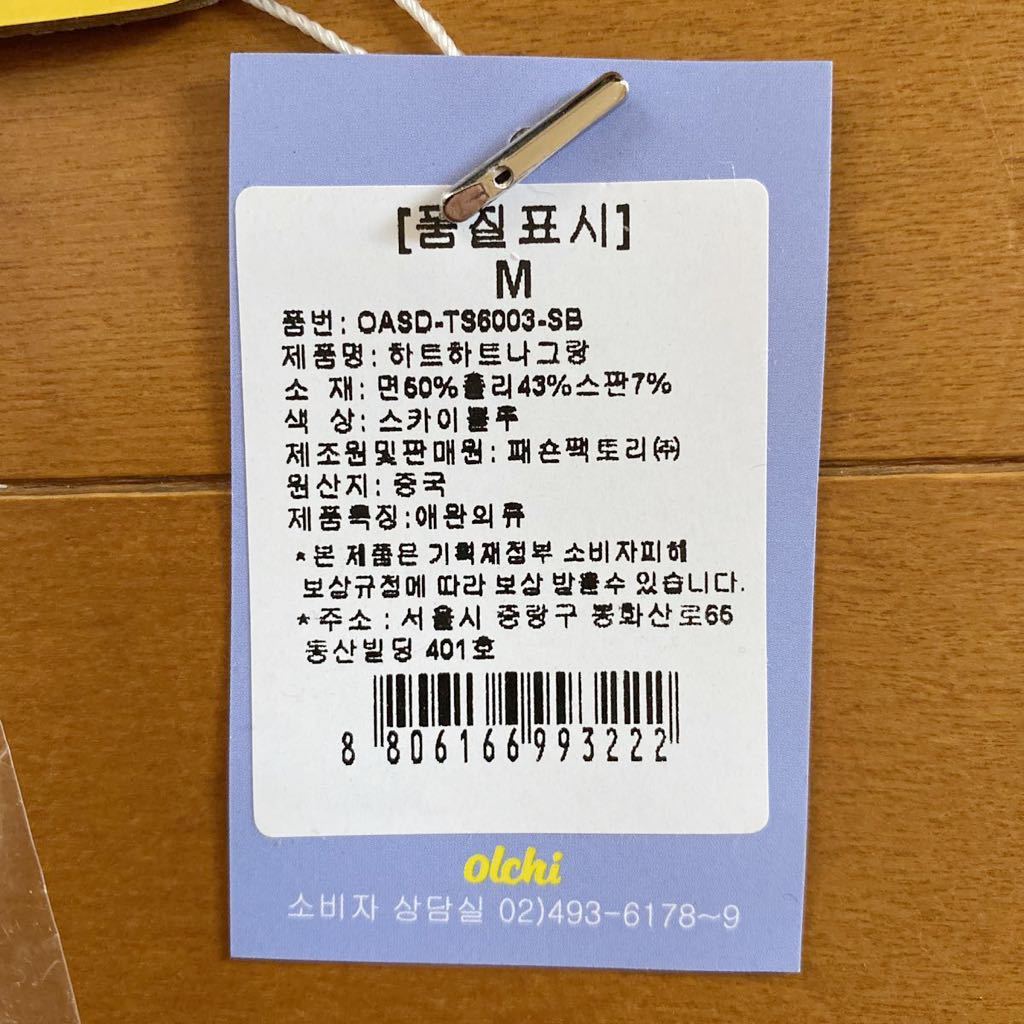 [품질표시]
M
품번: OASD-TS6003-SB
제품명: 하트하트나그랑
소 재: 면50%폴리43%스판7%
색 상: 스카이블루
제조원및판매원: 패션팩토리㈜
원산지: 중국
제품특징:애완의류
*본 제품은 기획재정부 소비자피해
보상규정에 따라 보상 받을수 있습니다.
*주소 : 서울시 중랑구 봉화산로65
동산빌딩 401호
8 806166 993222
olchi
소비자 상담실 02)493-6178~9